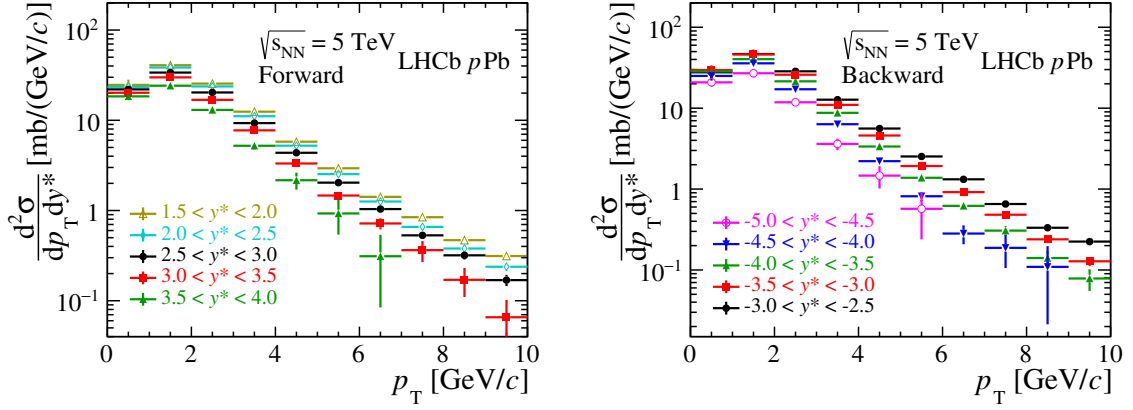 d²σ/dp_T dy* [mb/(GeV/c)]
10²
10
1
10⁻¹
√s_NN = 5 TeV
Forward
LHCb pPb
1.5 < y* < 2.0
2.0 < y* < 2.5
2.5 < y* < 3.0
3.0 < y* < 3.5
3.5 < y* < 4.0
0 2 4 6 8 10
p_T [GeV/c]
d²σ/dp_T dy* [mb/(GeV/c)]
10²
10
1
10⁻¹
√s_NN = 5 TeV
Backward
LHCb pPb
-5.0 < y* < -4.5
-4.5 < y* < -4.0
-4.0 < y* < -3.5
-3.5 < y* < -3.0
-3.0 < y* < -2.5
0 2 4 6 8 10
p_T [GeV/c]